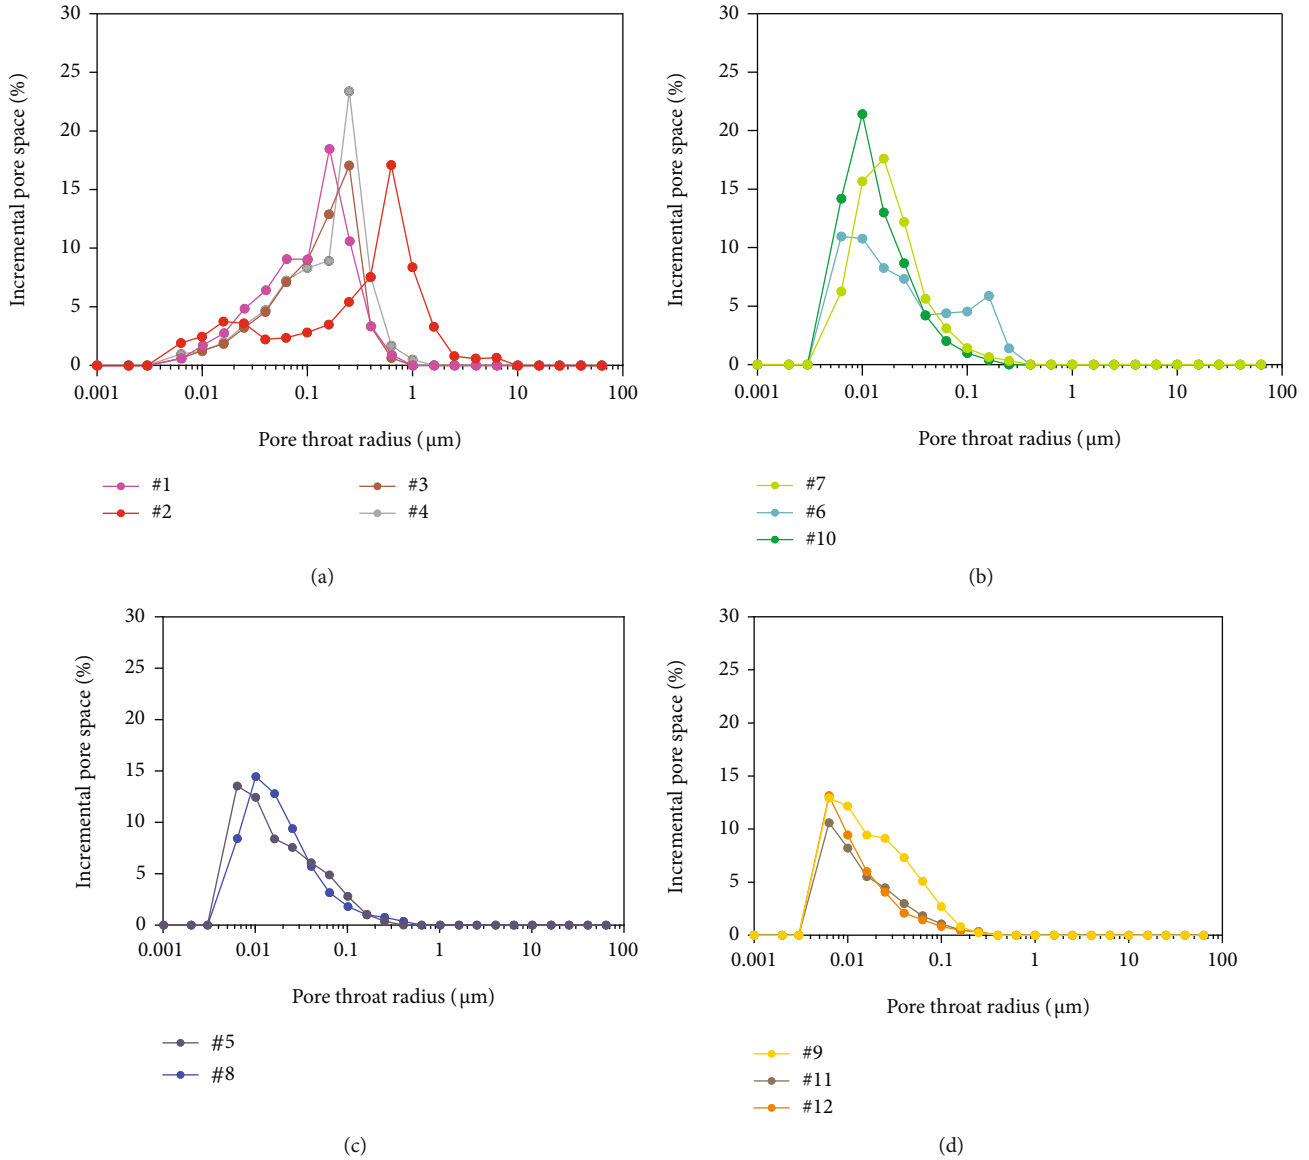 30
25
20
15
10
5
0
Incremental pore space (%)
0.001 0.01 0.1 1 10 100
Pore throat radius (μm)
#1 #3
#2 #4
(a)
30
25
20
15
10
5
0
Incremental pore space (%)
0.001 0.01 0.1 1 10 100
Pore throat radius (μm)
#7
#6
#10
(b)
30
25
20
15
10
5
0
Incremental pore space (%)
0.001 0.01 0.1 1 10 100
Pore throat radius (μm)
#5
#8
(c)
30
25
20
15
10
5
0
Incremental pore space (%)
0.001 0.01 0.1 1 10 100
Pore throat radius (μm)
#9
#11
#12
(d)